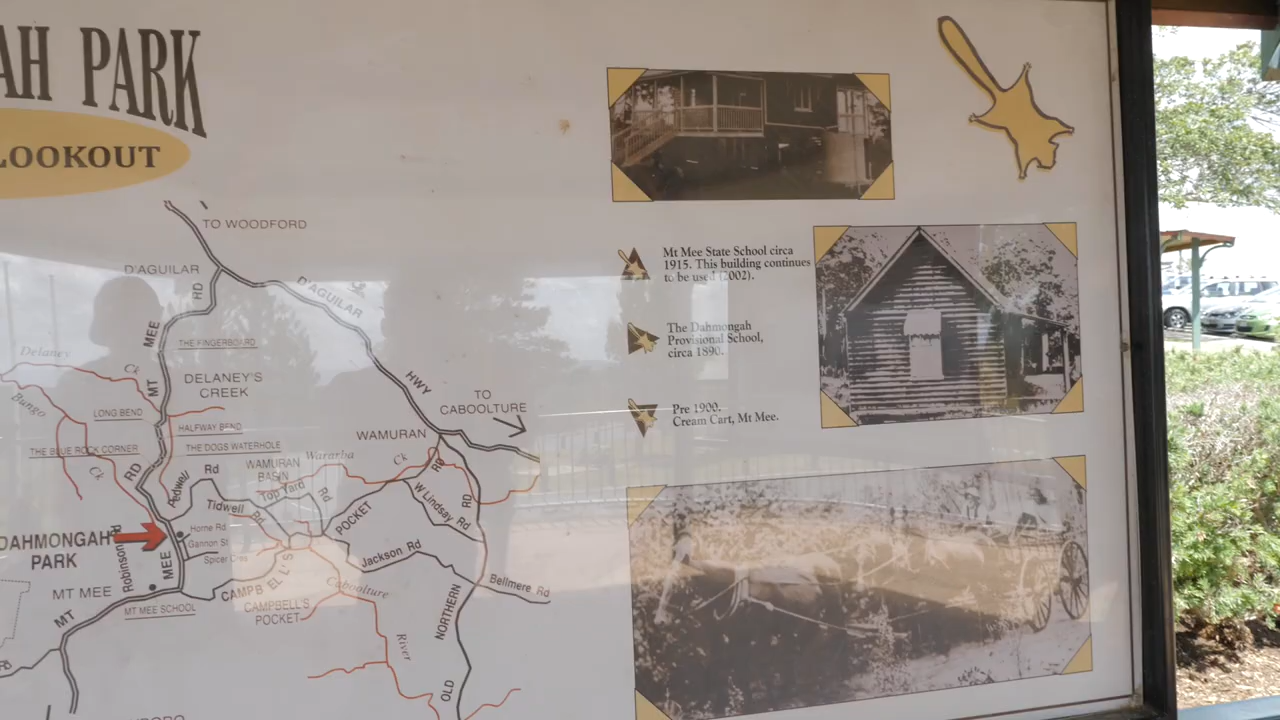 AH PARK
LOOKOUT
TO WOODFORD
D'AGUILAR
D'AGUILAR
RD
MEE
THE FINGERBOARD
Delaney
Ck
MT
DELANEY'S
CREEK
HWY
TO
CABOOLTURE
Bungo
LONG BEND
HALFWAY BEND
WAMURAN
THE BLUE ROCK CORNER
THE DOGS WATERHOLE
Wararba
Ck
Ck
RD
Rd
WAMURAN
BASIN
RD
Top Yard
Rd
W Lindsay Rd
RD
Tidwell
Rd
POCKET
DAHMONGAH
PARK
Horne Rd
Gannon St
Robinson
Jackson Rd
MEE
CAMPBELL'S
Caboolture
Bellmere Rd
MT MEE
MT MEE SCHOOL
CAMPBELL'S
POCKET
MT
River
NORTHERN
OLD
Mt Mee State School circa
1915. This building continues
to be used (2002).
The Dahmongah
Provisional School,
circa 1890.
Pre 1900.
Cream Cart, Mt Mee.